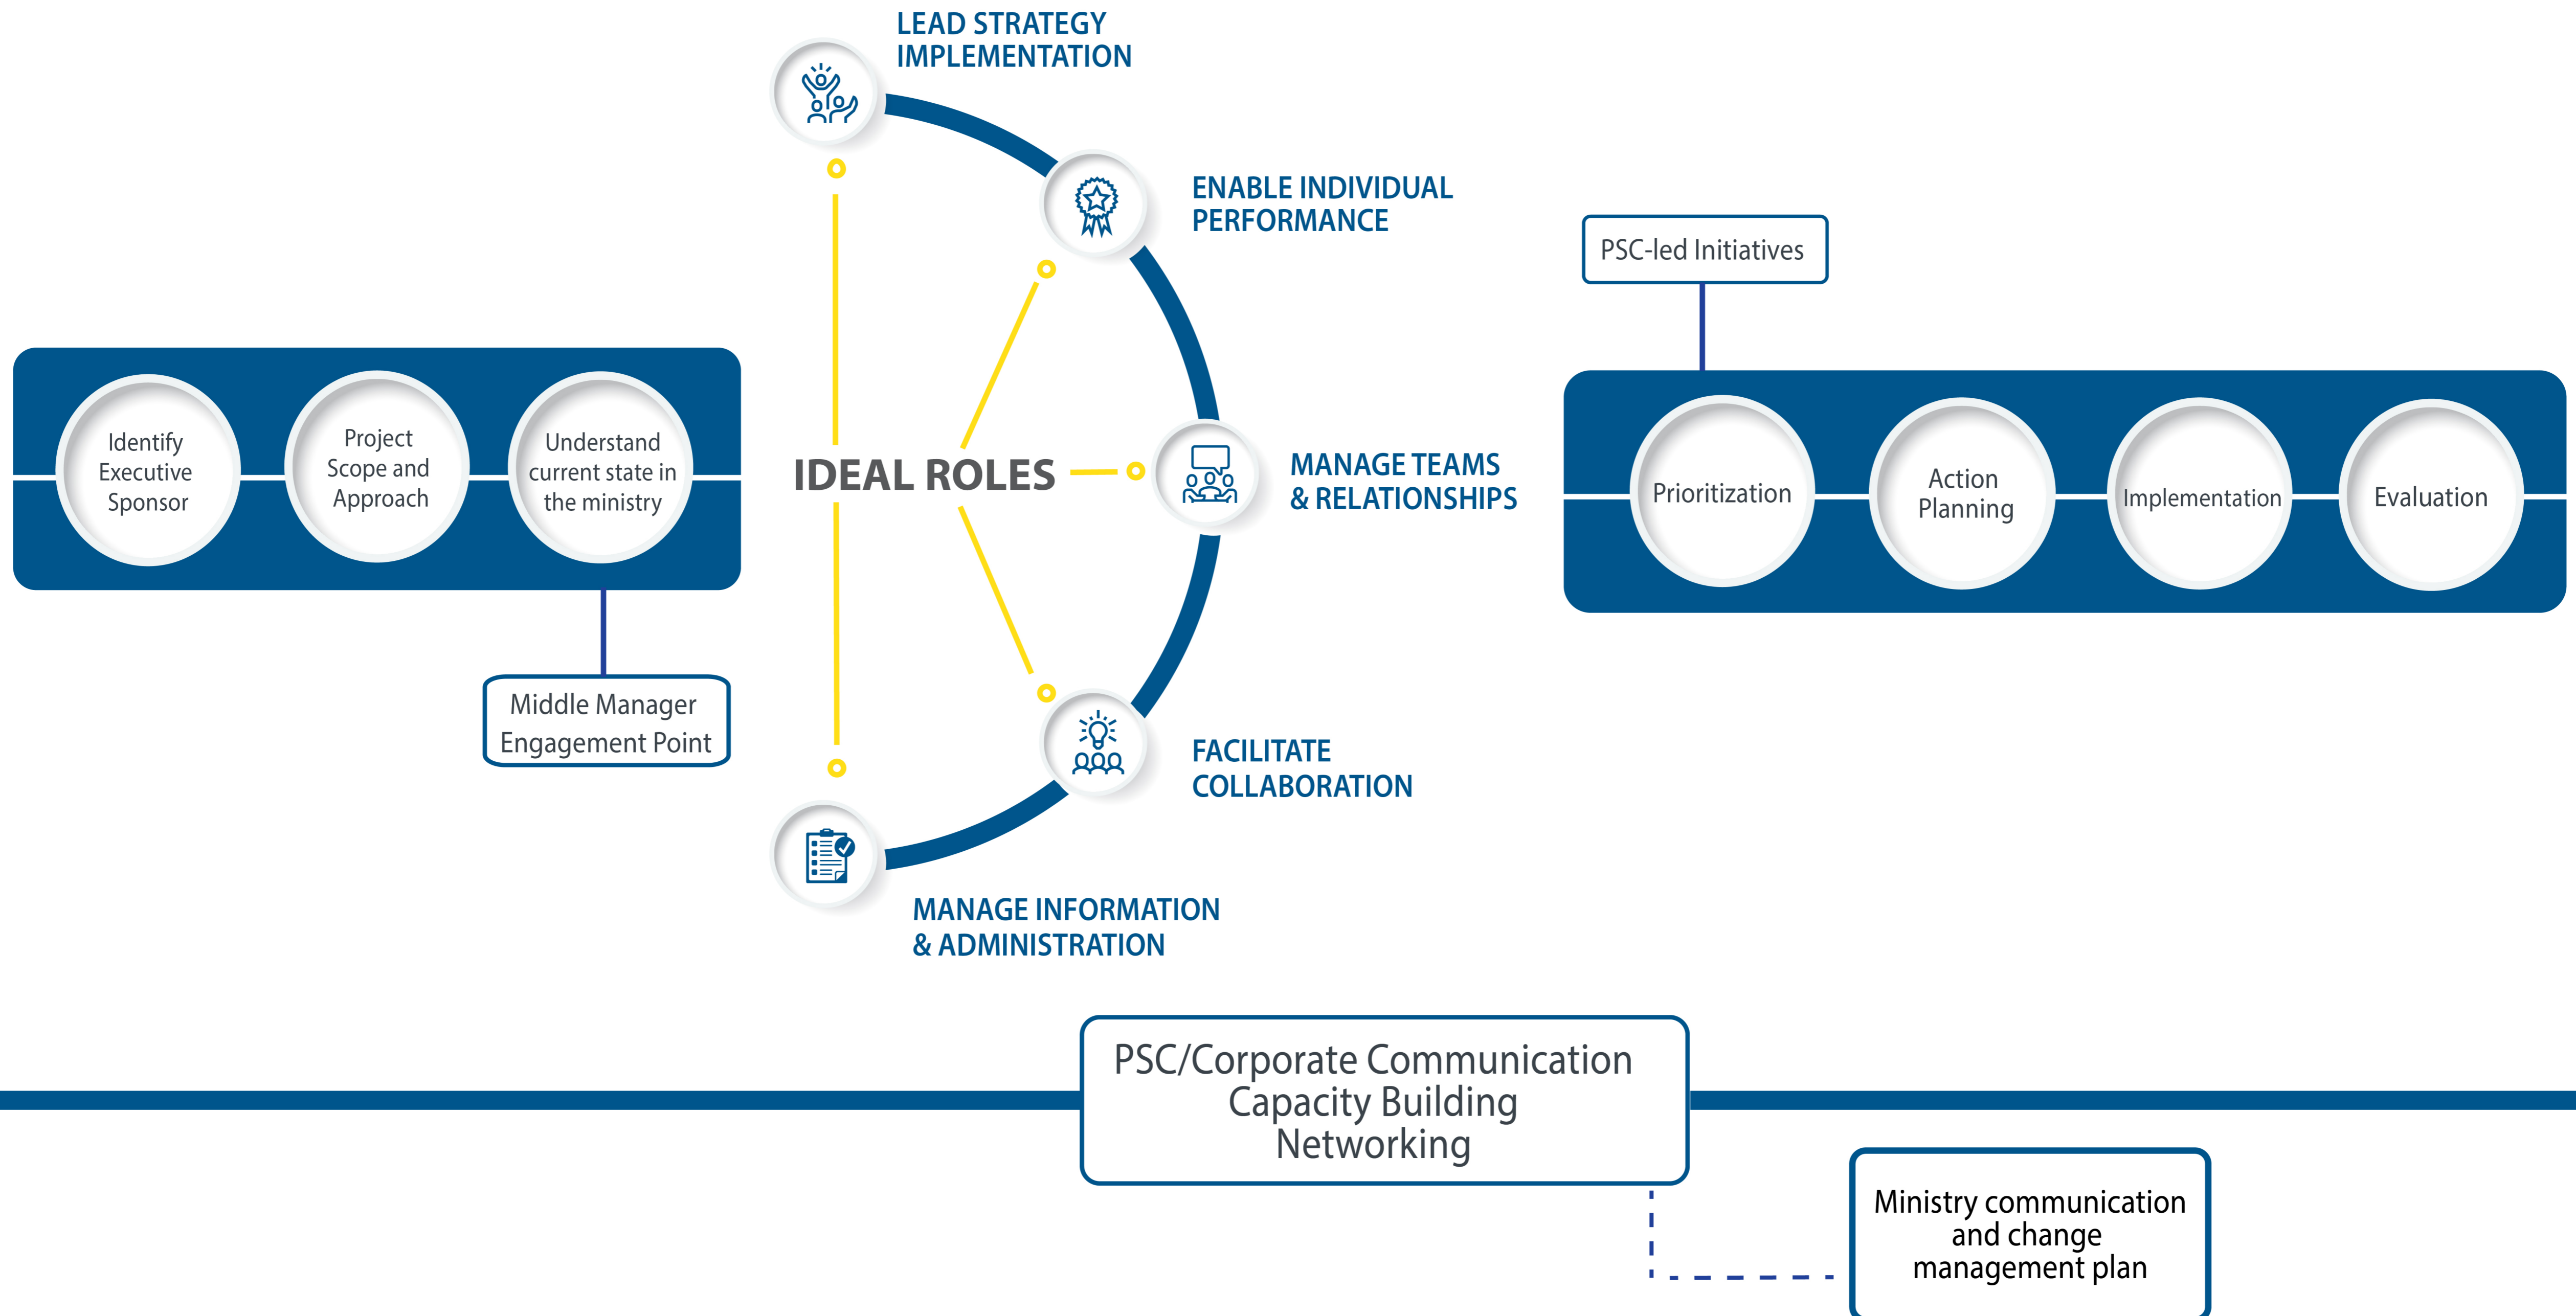 LEAD STRATEGY
IMPLEMENTATION
ENABLE INDIVIDUAL
PERFORMANCE
MANAGE TEAMS
& RELATIONSHIPS
FACILITATE
COLLABORATION
MANAGE INFORMATION
& ADMINISTRATION
IDEAL ROLES
Identify
Executive
Sponsor
Project
Scope and
Approach
Understand
current state in
the ministry
Middle Manager
Engagement Point
PSC-led Initiatives
Prioritization
Action
Planning
Implementation
Evaluation
PSC/Corporate Communication
Capacity Building
Networking
Ministry communication
and change
management plan